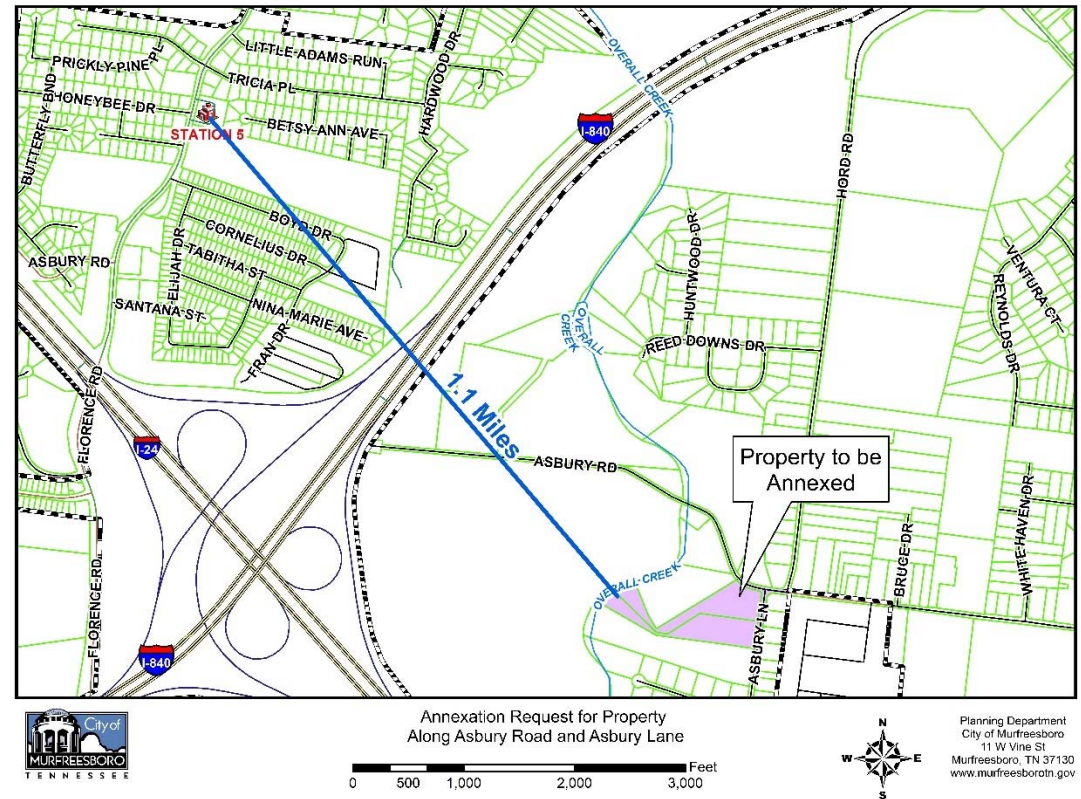 LITTLE ADAMS RUN
PRICKLY PINE PL
TRICIA PL
HARDWOOD DR
OVERALL CREEK
HONEYBEE DR
STATION 5
BETSY ANN AVE
I-840
BUTTERFLY BND
HORD RD
BOYD DR
CORNELIUS DR
HUNTWOOD DR
VENTURA CT
ASBURY RD
ELIJAH DR
TABITHA ST
REYNOLDS DR
SANTANA ST
NINA MARIE AVE
OVERALL
CREEK
REED DOWNS DR
FRAN DR
FLORENCE RD
1.1 Miles
I-24
ASBURY RD
Property to be
Annexed
WHITE HAVEN DR
BRUCE DR
OVERALL CREEK
FLORENCE RD
ASBURY LN
I-840
City of
MURFREESBORO
TENNESSEE
Annexation Request for Property
Along Asbury Road and Asbury Lane
Feet
0 500 1,000 2,000 3,000
N
W E
S
Planning Department
City of Murfreesboro
11 W Vine St
Murfreesboro, TN 37130
www.murfreesborotn.gov